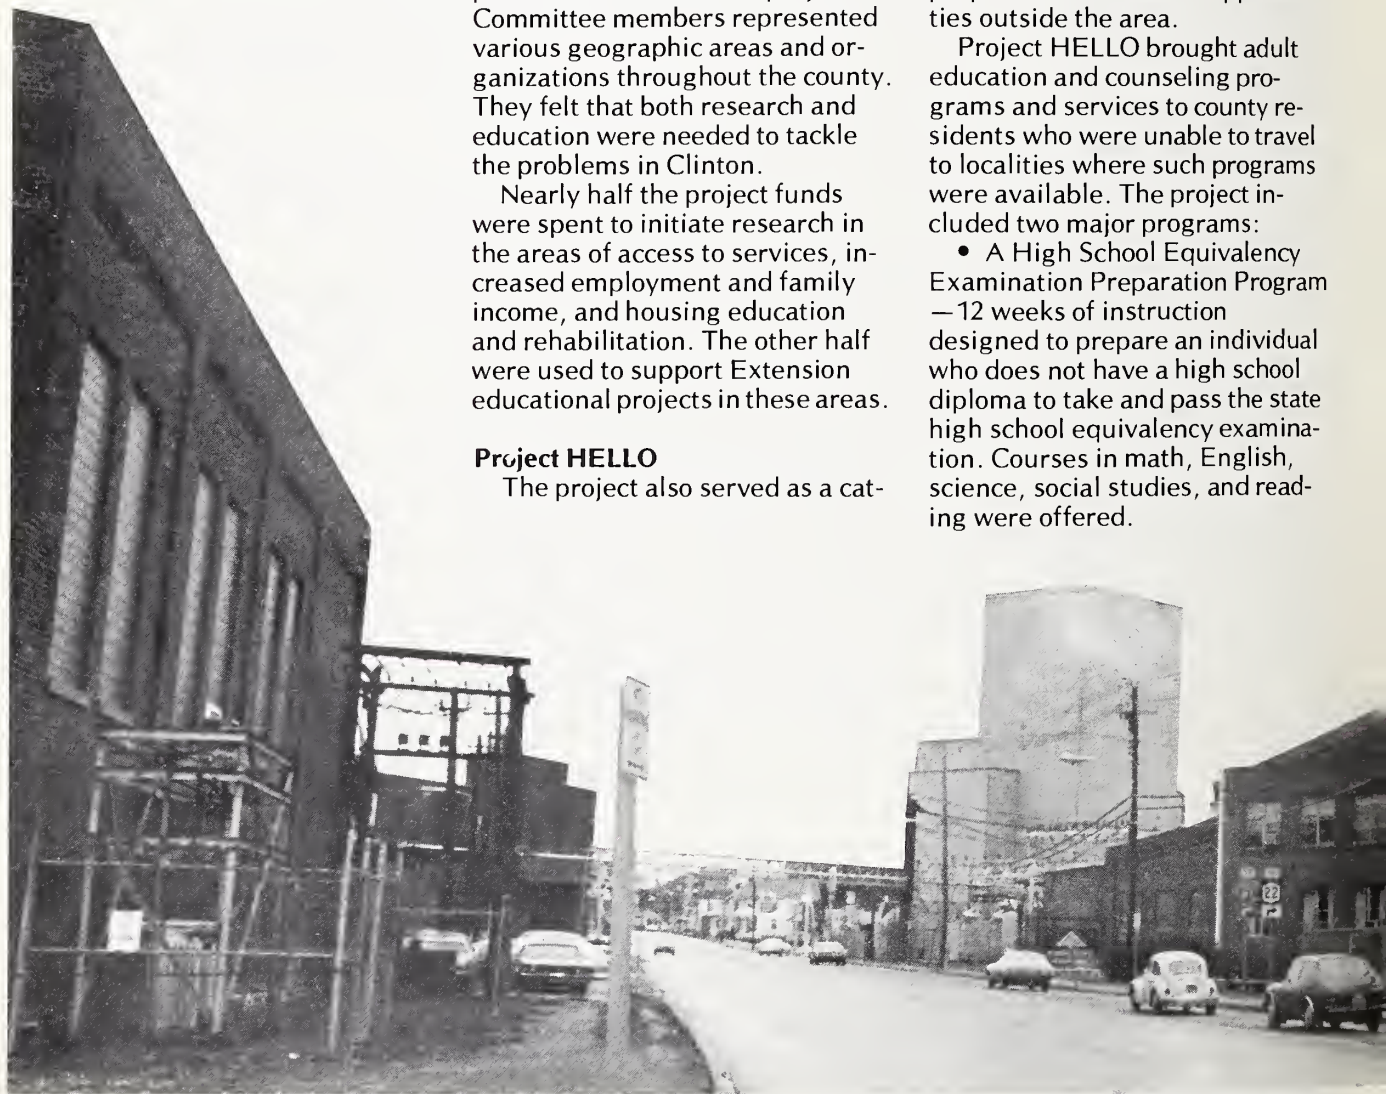 Committee members represented
various geographic areas and or-
ganizations throughout the county.
They felt that both research and
education were needed to tackle
the problems in Clinton.
Nearly half the project funds
were spent to initiate research in
the areas of access to services, in-
creased employment and family
income, and housing education
and rehabilitation. The other half
were used to support Extension
educational projects in these areas.
Project HELLO
The project also served as a cat-
ties outside the area.
Project HELLO brought adult
education and counseling pro-
grams and services to county re-
sidents who were unable to travel
to localities where such programs
were available. The project in-
cluded two major programs:
• A High School Equivalency
Examination Preparation Program
—12 weeks of instruction
designed to prepare an individual
who does not have a high school
diploma to take and pass the state
high school equivalency examina-
tion. Courses in math, English,
science, social studies, and read-
ing were offered.
22